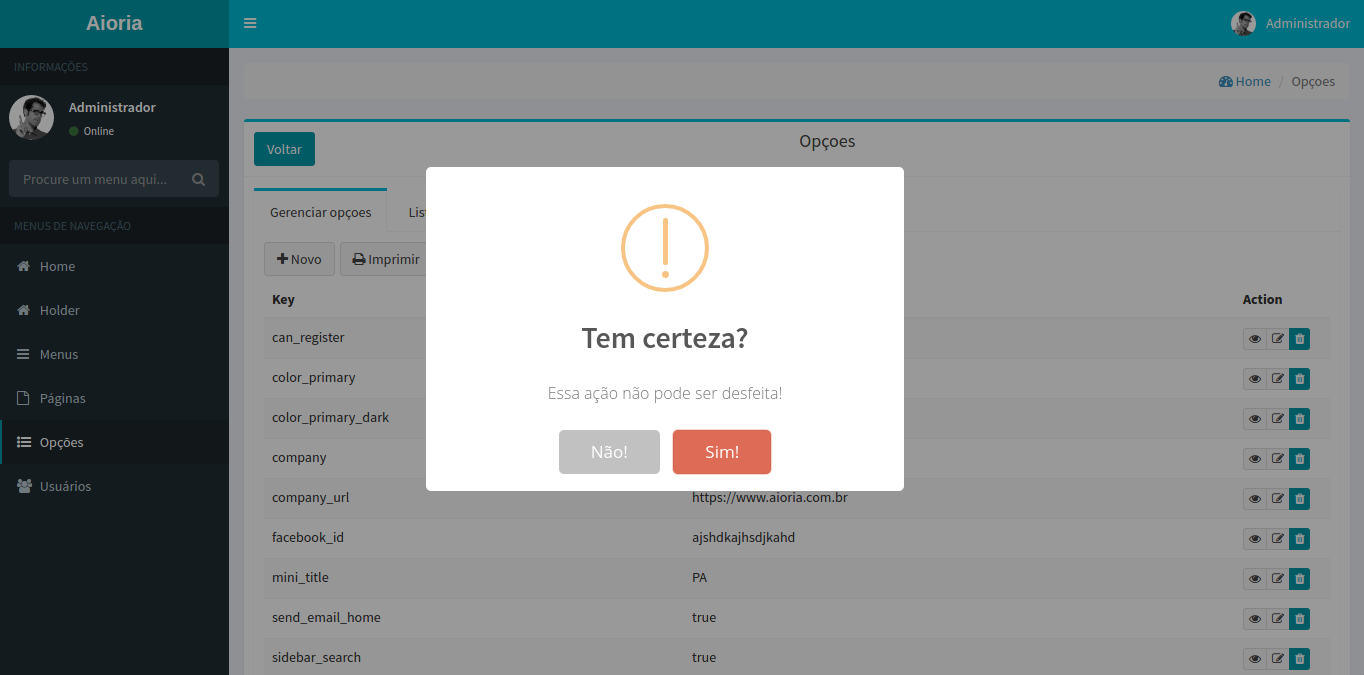 Aioria
Administrador
INFORMAÇÕES
Administrador
Online
Procure um menu aqui...
MENUS DE NAVEGAÇÃO
Home
Holder
Menus
Páginas
Opções
Usuários
Home / Opçoes
Voltar
Opçoes
Gerenciar opçoes
Lis
Novo
Imprimir
Key
Action
can_register
color_primary
color_primary_dark
company
company_url
https://www.aioria.com.br
facebook_id
ajshdkajhsdjkahd
mini_title
PA
send_email_home
true
sidebar_search
true
Tem certeza?
Essa ação não pode ser desfeita!
Não!
Sim!